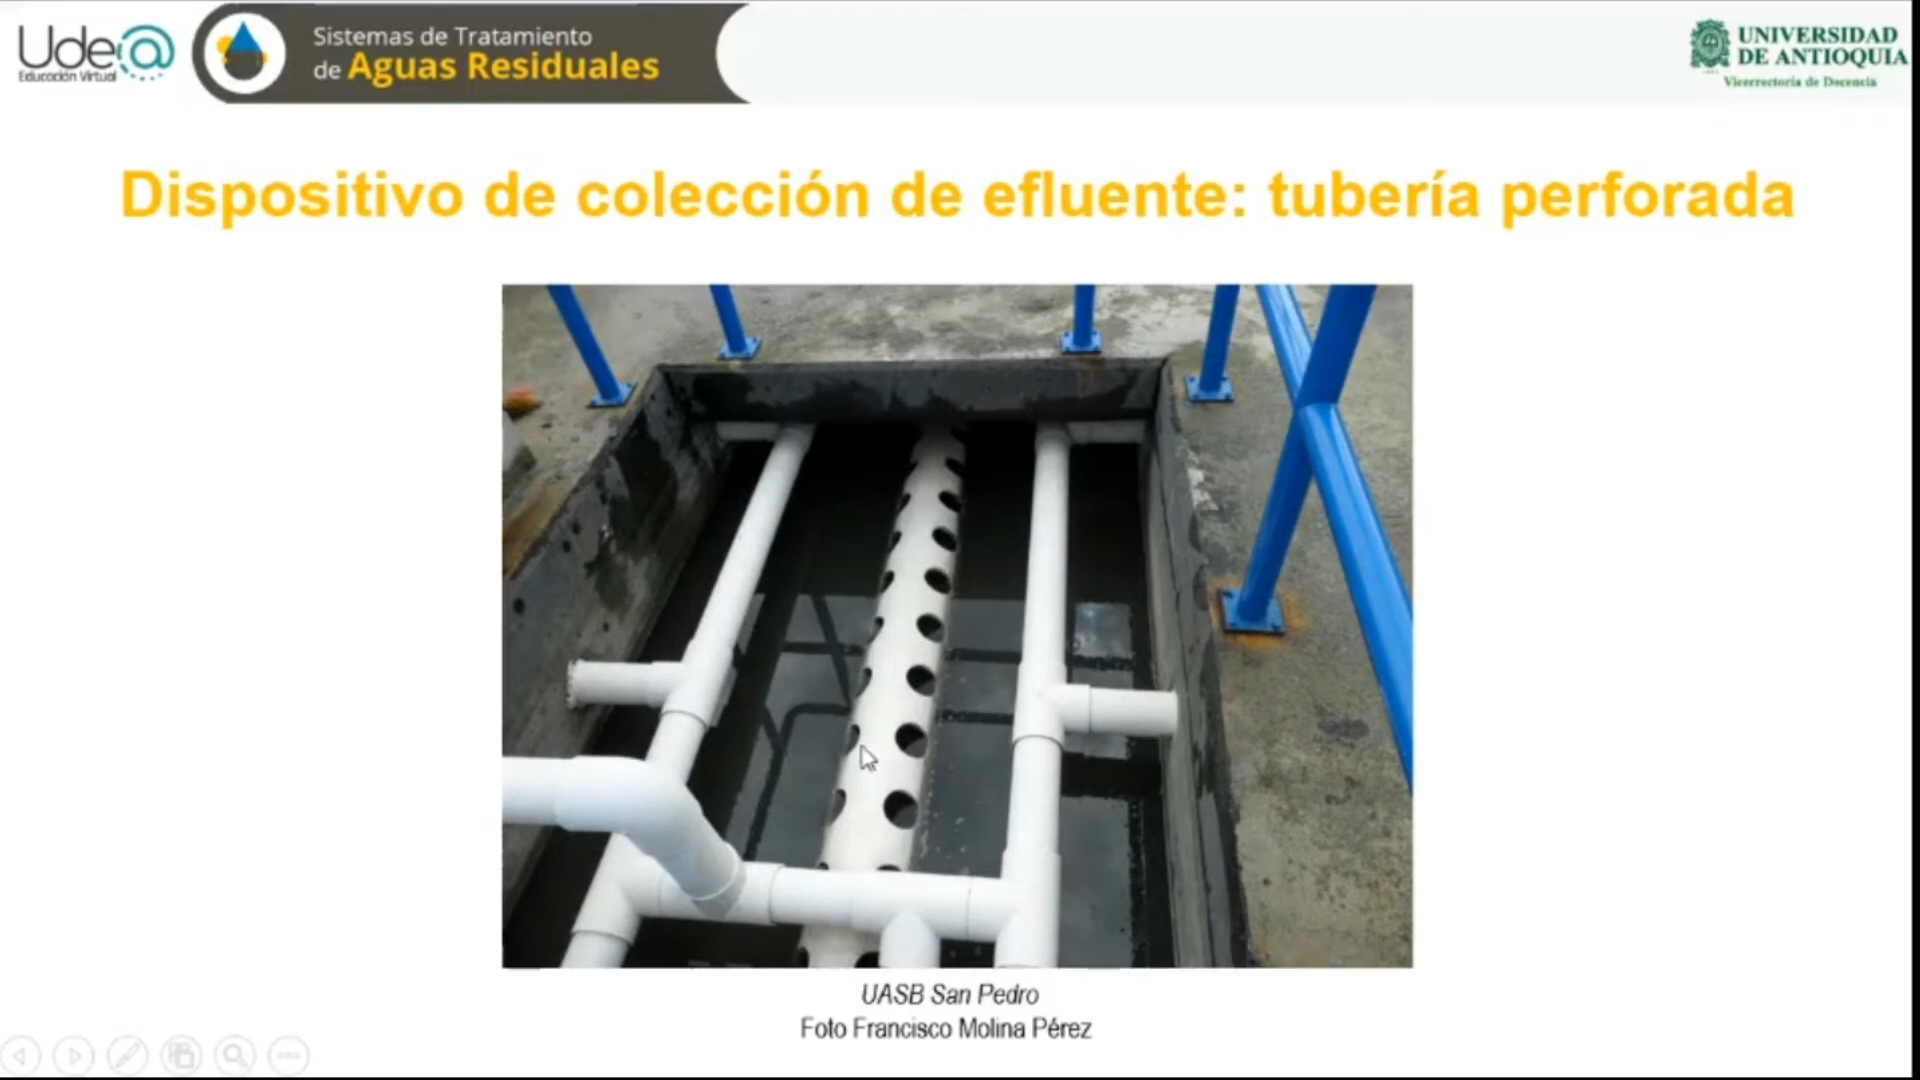 Ude@
Educación Virtual
Sistemas de Tratamiento
de Aguas Residuales
UNIVERSIDAD
DE ANTIOQUIA
Vicerrectoría de Docencia
Dispositivo de colección de efluente: tubería perforada
UASB San Pedro
Foto Francisco Molina Pérez